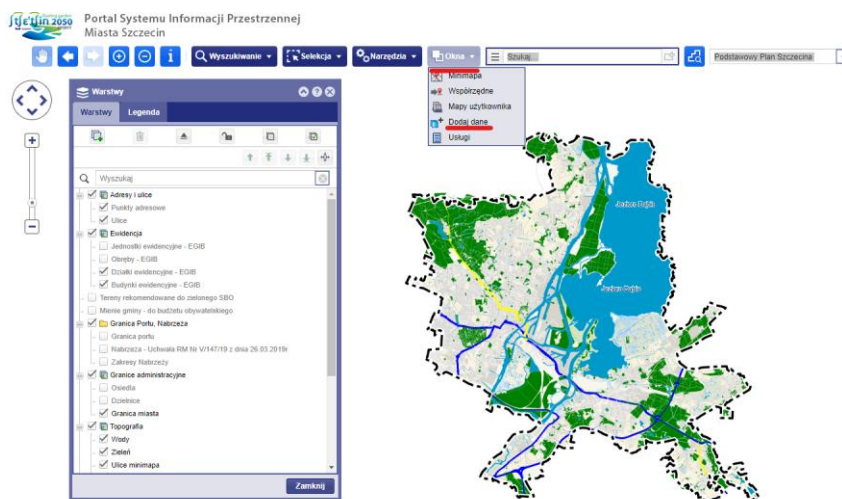 Stettin 2050
Portal Systemu Informacji Przestrzennej
Miasta Szczecin
Wyszukiwanie
Selekcja
Narzędzia
Okna
Szukaj...
Podstawowy Plan Szczecina
Minimapa
Współrzędne
Mapy użytkownika
Dodaj dane
Usługi
Warstwy
Warstwy Legenda
Wyszukaj
Adresy i ulice
Punkty adresowe
Ulice
Ewidencja
Jednostki ewidencyjne - EGIB
Obręby - EGIB
Działki ewidencyjne - EGIB
Budynki ewidencyjne - EGIB
Tereny rekomendowane do zielonego SBO
Mienie gminy - do budżetu obywatelskiego
Granica Portu, Nabrzeża
Granica portu
Nabrzeża - Uchwała RM Nr V/147/19 z dnia 26.03.2019r
Zakresy Nabrzeży
Granice administracyjne
Osiedla
Dzielnice
Granica miasta
Topografia
Wody
Zieleń
Ulice minimapa
Zamknij
Jezioro Dąbie
Jezioro Dąbie